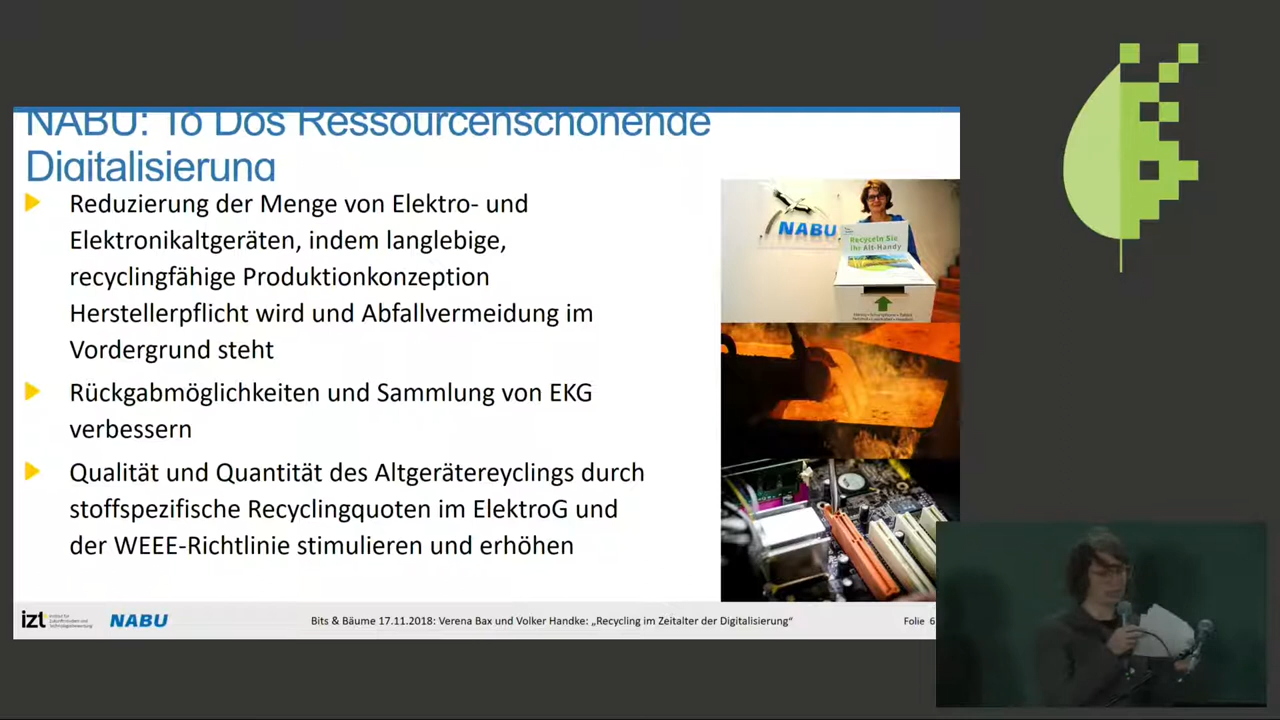 NABU: To Dos Ressourcenschonende
Digitalisierung
Reduzierung der Menge von Elektro- und
Elektronikaltgeräten, indem langlebige,
recyclingfähige Produktionkonzeption
Herstellerpflicht wird und Abfallvermeidung im
Vordergrund steht
Rückgabmöglichkeiten und Sammlung von EKG
verbessern
Qualität und Quantität des Altgerätereyclings durch
stoffspezifische Recyclingquoten im ElektroG und
der WEEE-Richtlinie stimulieren und erhöhen
NABU
Recyceln Sie
Ihr Alt-Handy
izt
NABU
Bits & Bäume 17.11.2018: Verena Bax und Volker Handke: „Recycling im Zeitalter der Digitalisierung“
Folie 6